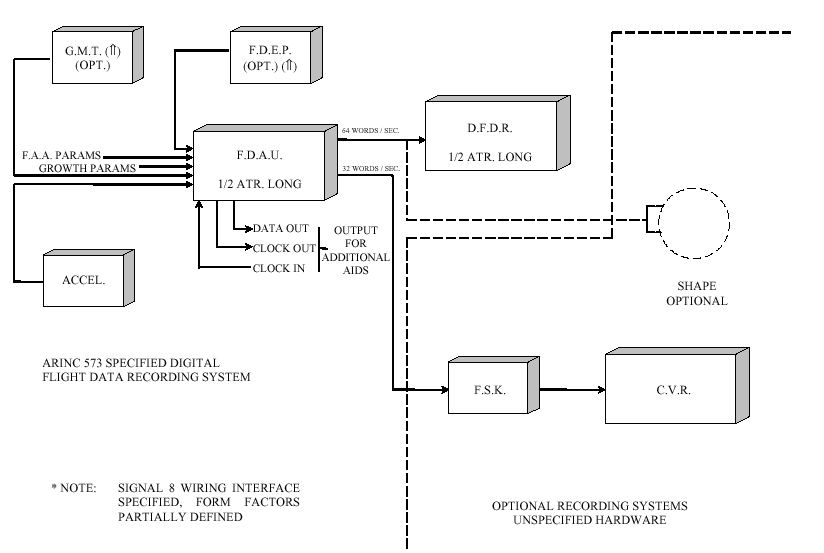 G.M.T. (⇑)
(OPT.)
F.D.E.P.
(OPT.) (⇑)
64 WORDS / SEC.
D.F.D.R.
1/2 ATR. LONG
F.A.A. PARAMS
GROWTH PARAMS
F.D.A.U.
1/2 ATR. LONG
32 WORDS / SEC.
DATA OUT
CLOCK OUT
CLOCK IN
OUTPUT
FOR
ADDITIONAL
AIDS
ACCEL.
SHAPE
OPTIONAL
ARINC 573 SPECIFIED DIGITAL
FLIGHT DATA RECORDING SYSTEM
F.S.K.
C.V.R.
* NOTE: SIGNAL 8 WIRING INTERFACE
SPECIFIED, FORM FACTORS
PARTIALLY DEFINED
OPTIONAL RECORDING SYSTEMS
UNSPECIFIED HARDWARE